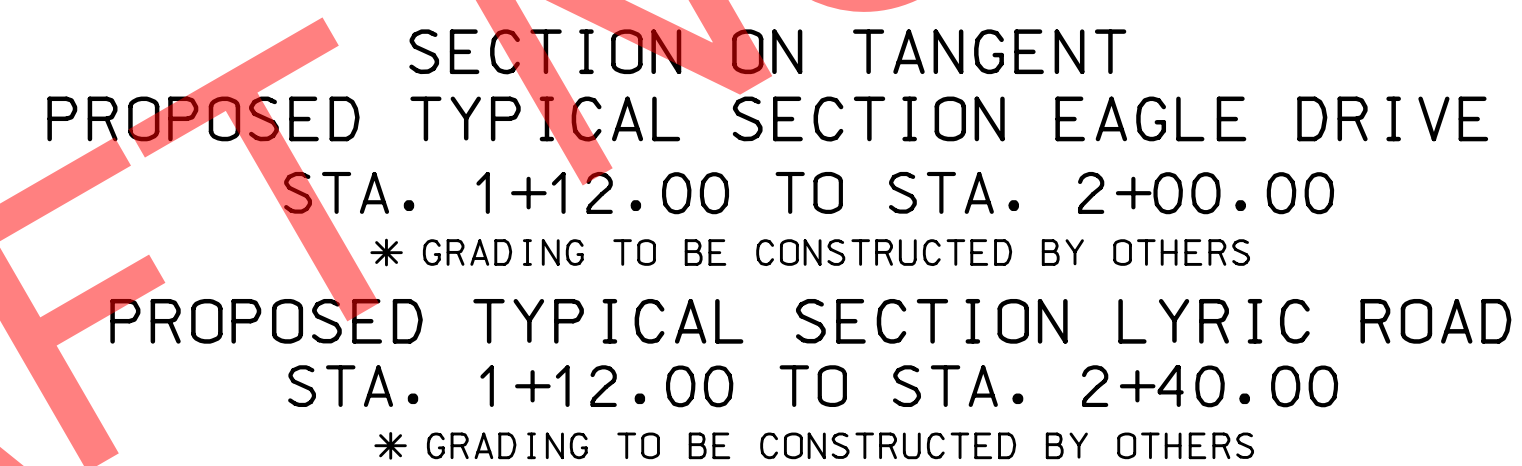 SECTION ON TANGENT
PROPOSED TYPICAL SECTION EAGLE DRIVE
STA. 1+12.00 TO STA. 2+00.00
* GRADING TO BE CONSTRUCTED BY OTHERS
PROPOSED TYPICAL SECTION LYRIC ROAD
STA. 1+12.00 TO STA. 2+40.00
* GRADING TO BE CONSTRUCTED BY OTHERS